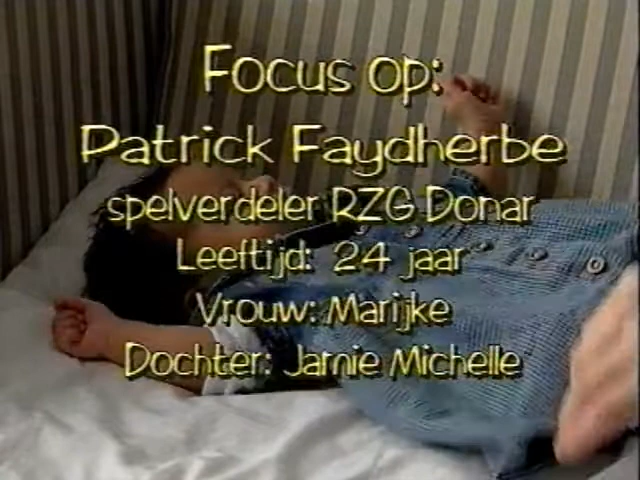 Focus op:
Patrick Faydherbe
spelverdeler RZG Donar
Leeftijd: 24 jaar
Vrouw: Marijke
Dochter: Jamie Michelle